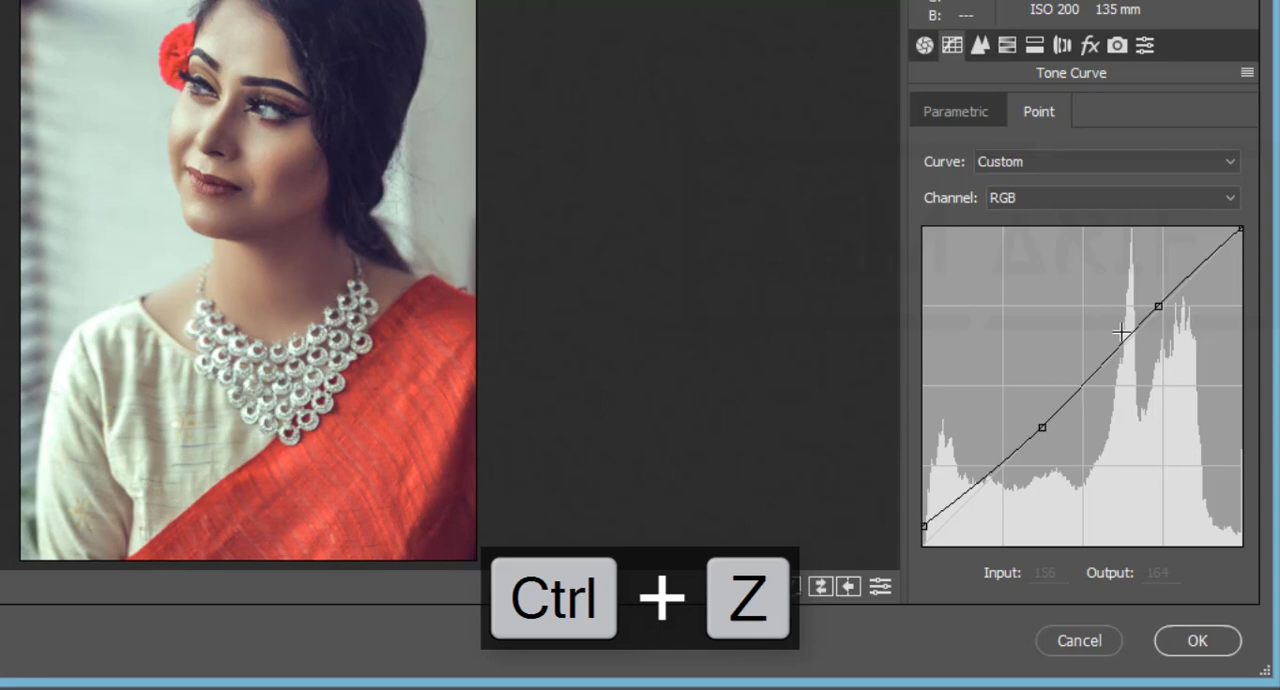 B: ---
ISO 200 135 mm
fx
Tone Curve
Parametric Point
Curve: Custom
Channel: RGB
Input: 156 Output: 164
Ctrl + Z
Cancel OK